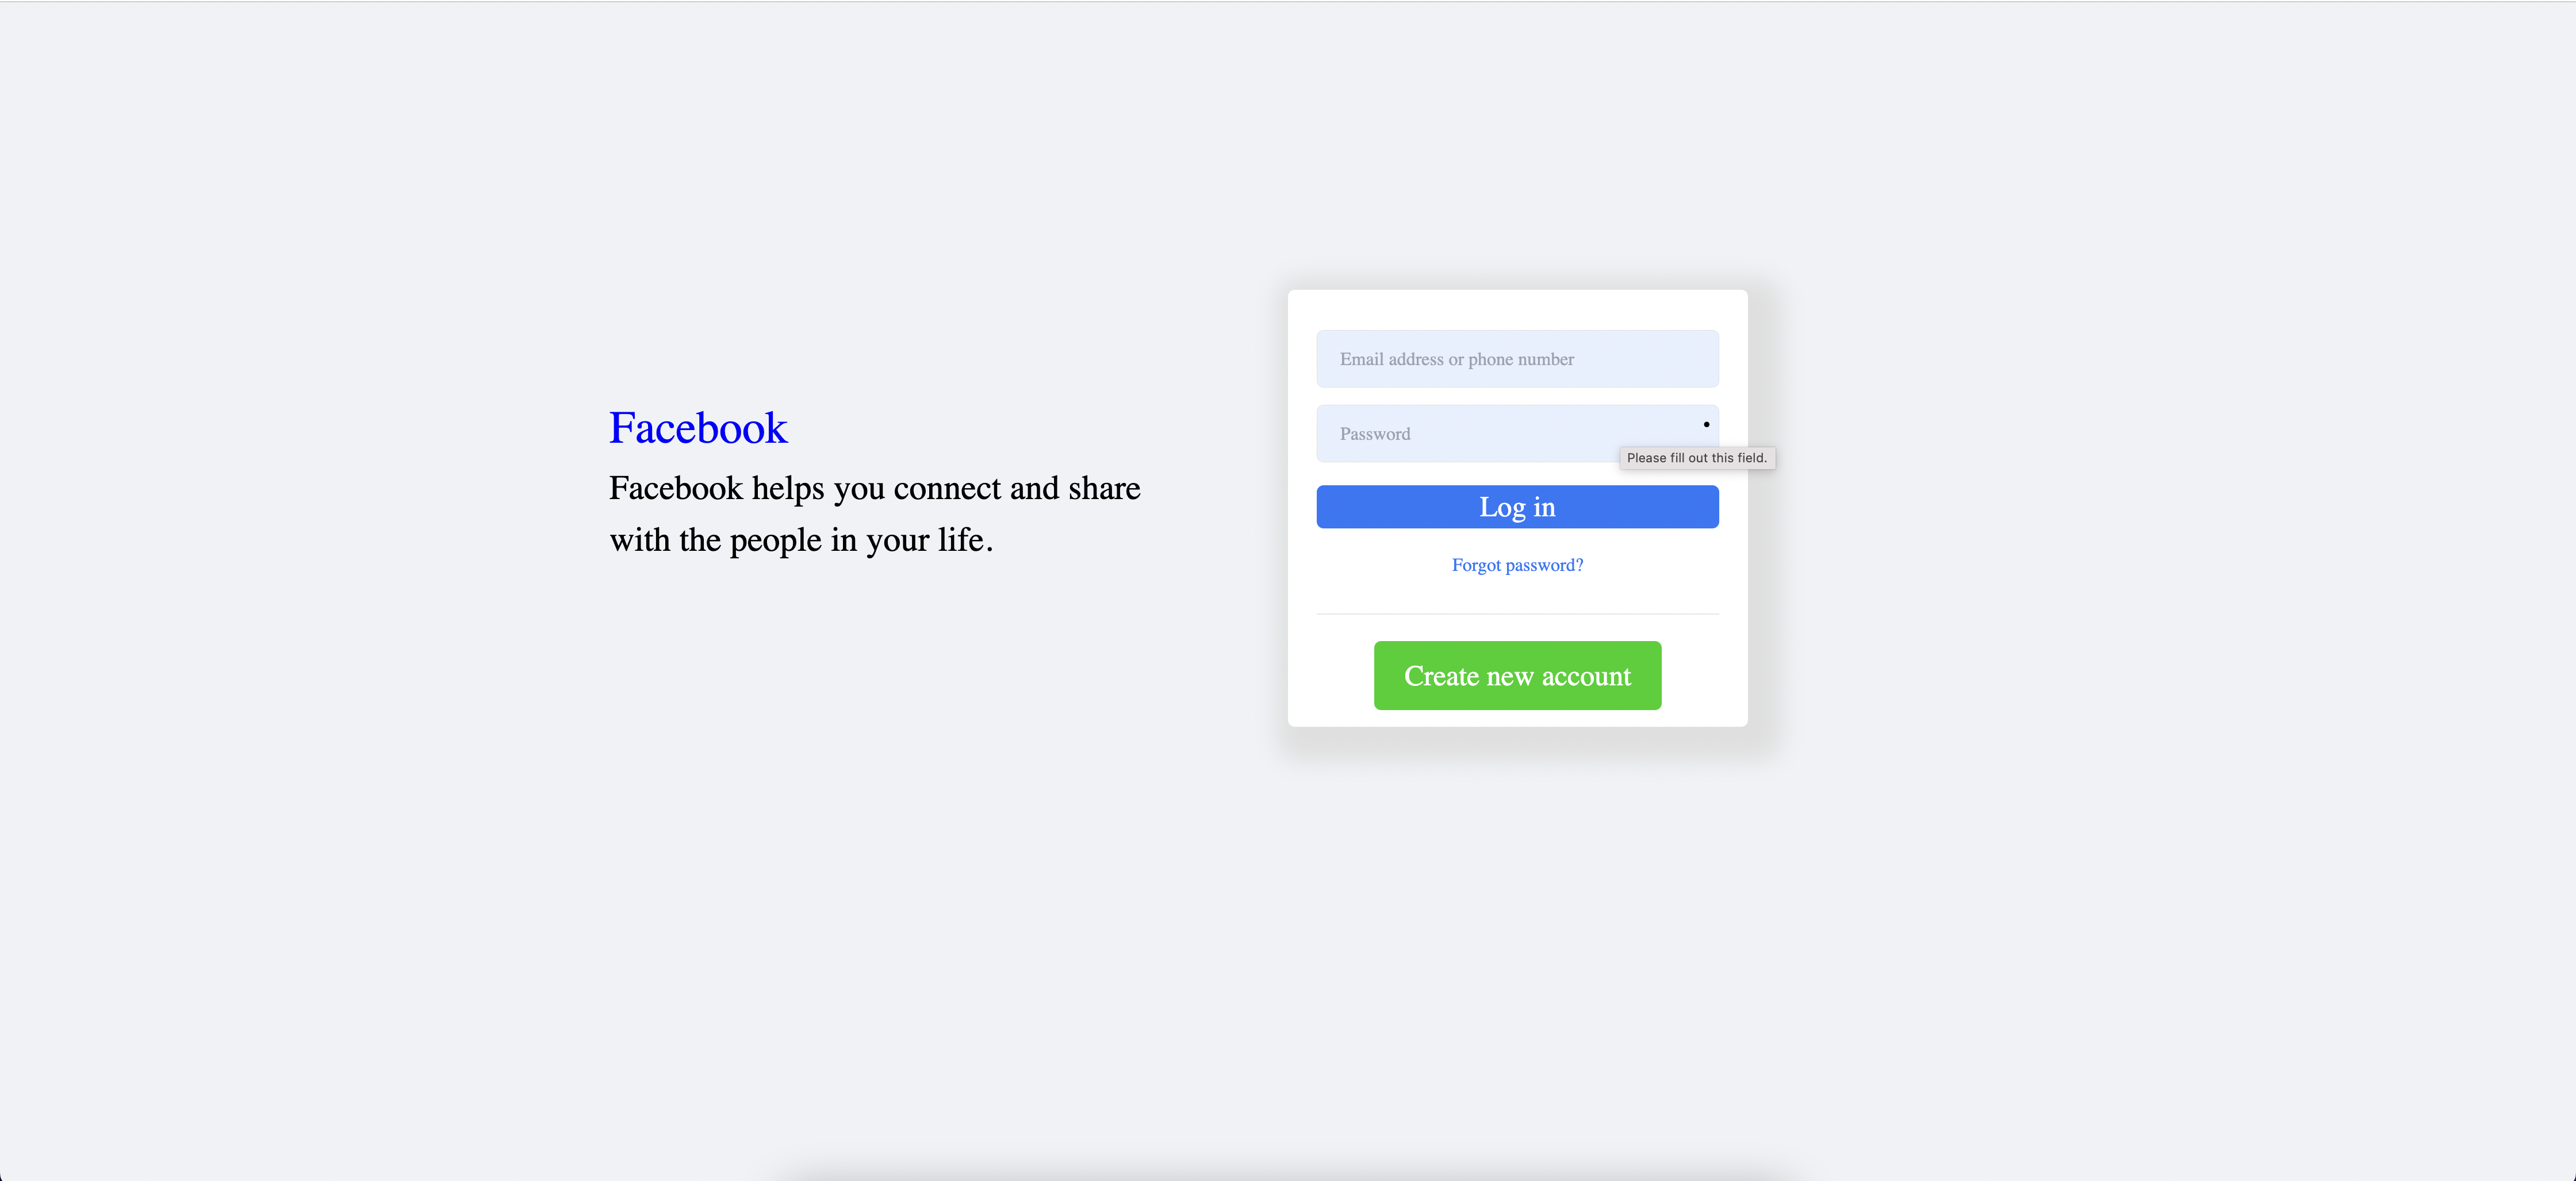 Facebook
Facebook helps you connect and share
with the people in your life.
Email address or phone number
Password
Please fill out this field.
Log in
Forgot password?
Create new account